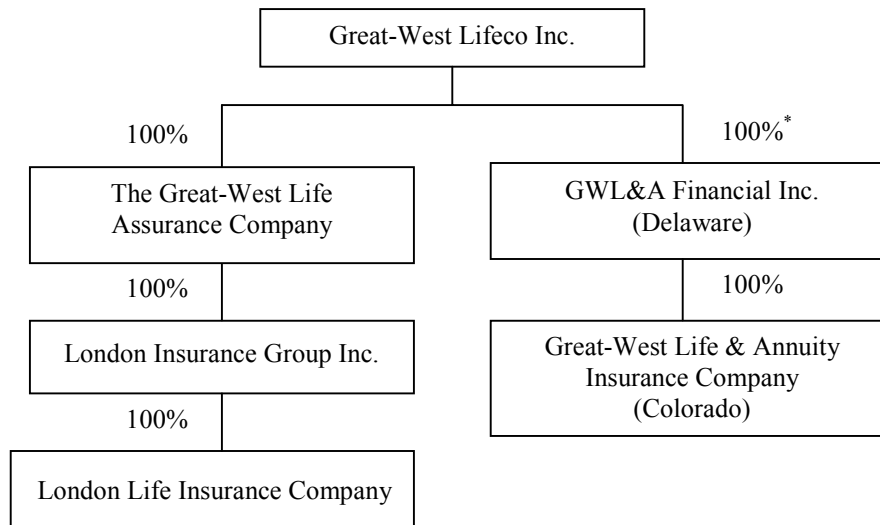 Great-West Lifeco Inc.
100%
100%*
The Great-West Life
Assurance Company
GWL&A Financial Inc.
(Delaware)
100%
100%
London Insurance Group Inc.
Great-West Life & Annuity
Insurance Company
(Colorado)
100%
London Life Insurance Company